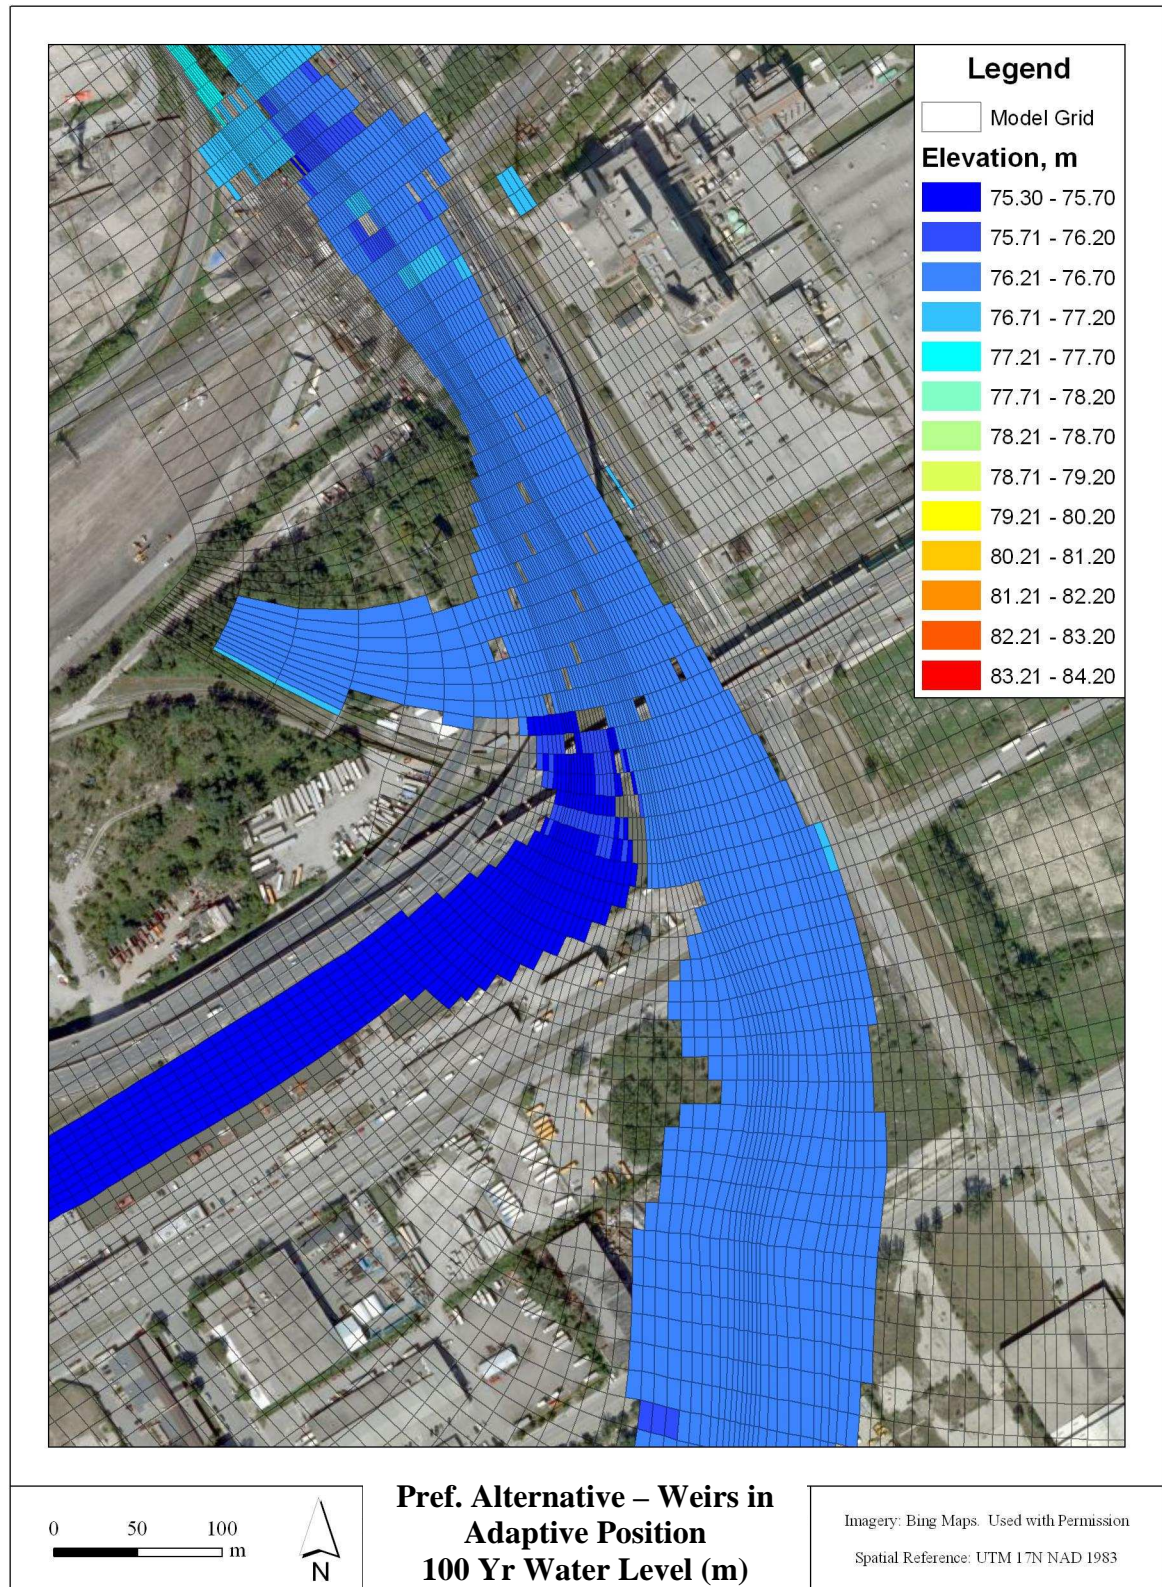 Legend
Model Grid
Elevation, m
75.30 - 75.70
75.71 - 76.20
76.21 - 76.70
76.71 - 77.20
77.21 - 77.70
77.71 - 78.20
78.21 - 78.70
78.71 - 79.20
79.21 - 80.20
80.21 - 81.20
81.21 - 82.20
82.21 - 83.20
83.21 - 84.20
0 50 100
m
N
Pref. Alternative – Weirs in
Adaptive Position
100 Yr Water Level (m)
Imagery: Bing Maps. Used with Permission
Spatial Reference: UTM 17N NAD 1983